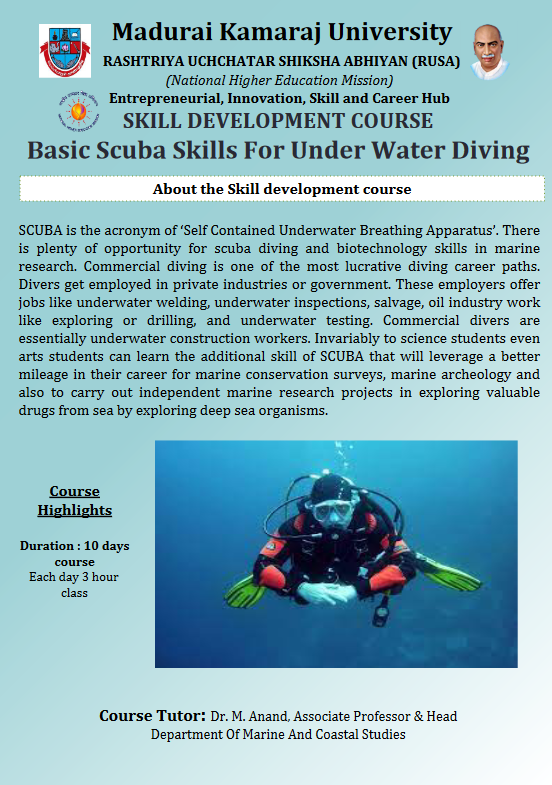 Madurai Kamaraj University
RASHTRIYA UCHCHATAR SHIKSHA ABHIYAN (RUSA)
(National Higher Education Mission)
Entrepreneurial, Innovation, Skill and Career Hub
SKILL DEVELOPMENT COURSE
Basic Scuba Skills For Under Water Diving
About the Skill development course
SCUBA is the acronym of ‘Self Contained Underwater Breathing Apparatus’. There
is plenty of opportunity for scuba diving and biotechnology skills in marine
research. Commercial diving is one of the most lucrative diving career paths.
Divers get employed in private industries or government. These employers offer
jobs like underwater welding, underwater inspections, salvage, oil industry work
like exploring or drilling, and underwater testing. Commercial divers are
essentially underwater construction workers. Invariably to science students even
arts students can learn the additional skill of SCUBA that will leverage a better
mileage in their career for marine conservation surveys, marine archeology and
also to carry out independent marine research projects in exploring valuable
drugs from sea by exploring deep sea organisms.
Course
Highlights
Duration : 10 days
course
Each day 3 hour
class
Course Tutor: Dr. M. Anand, Associate Professor & Head
Department Of Marine And Coastal Studies